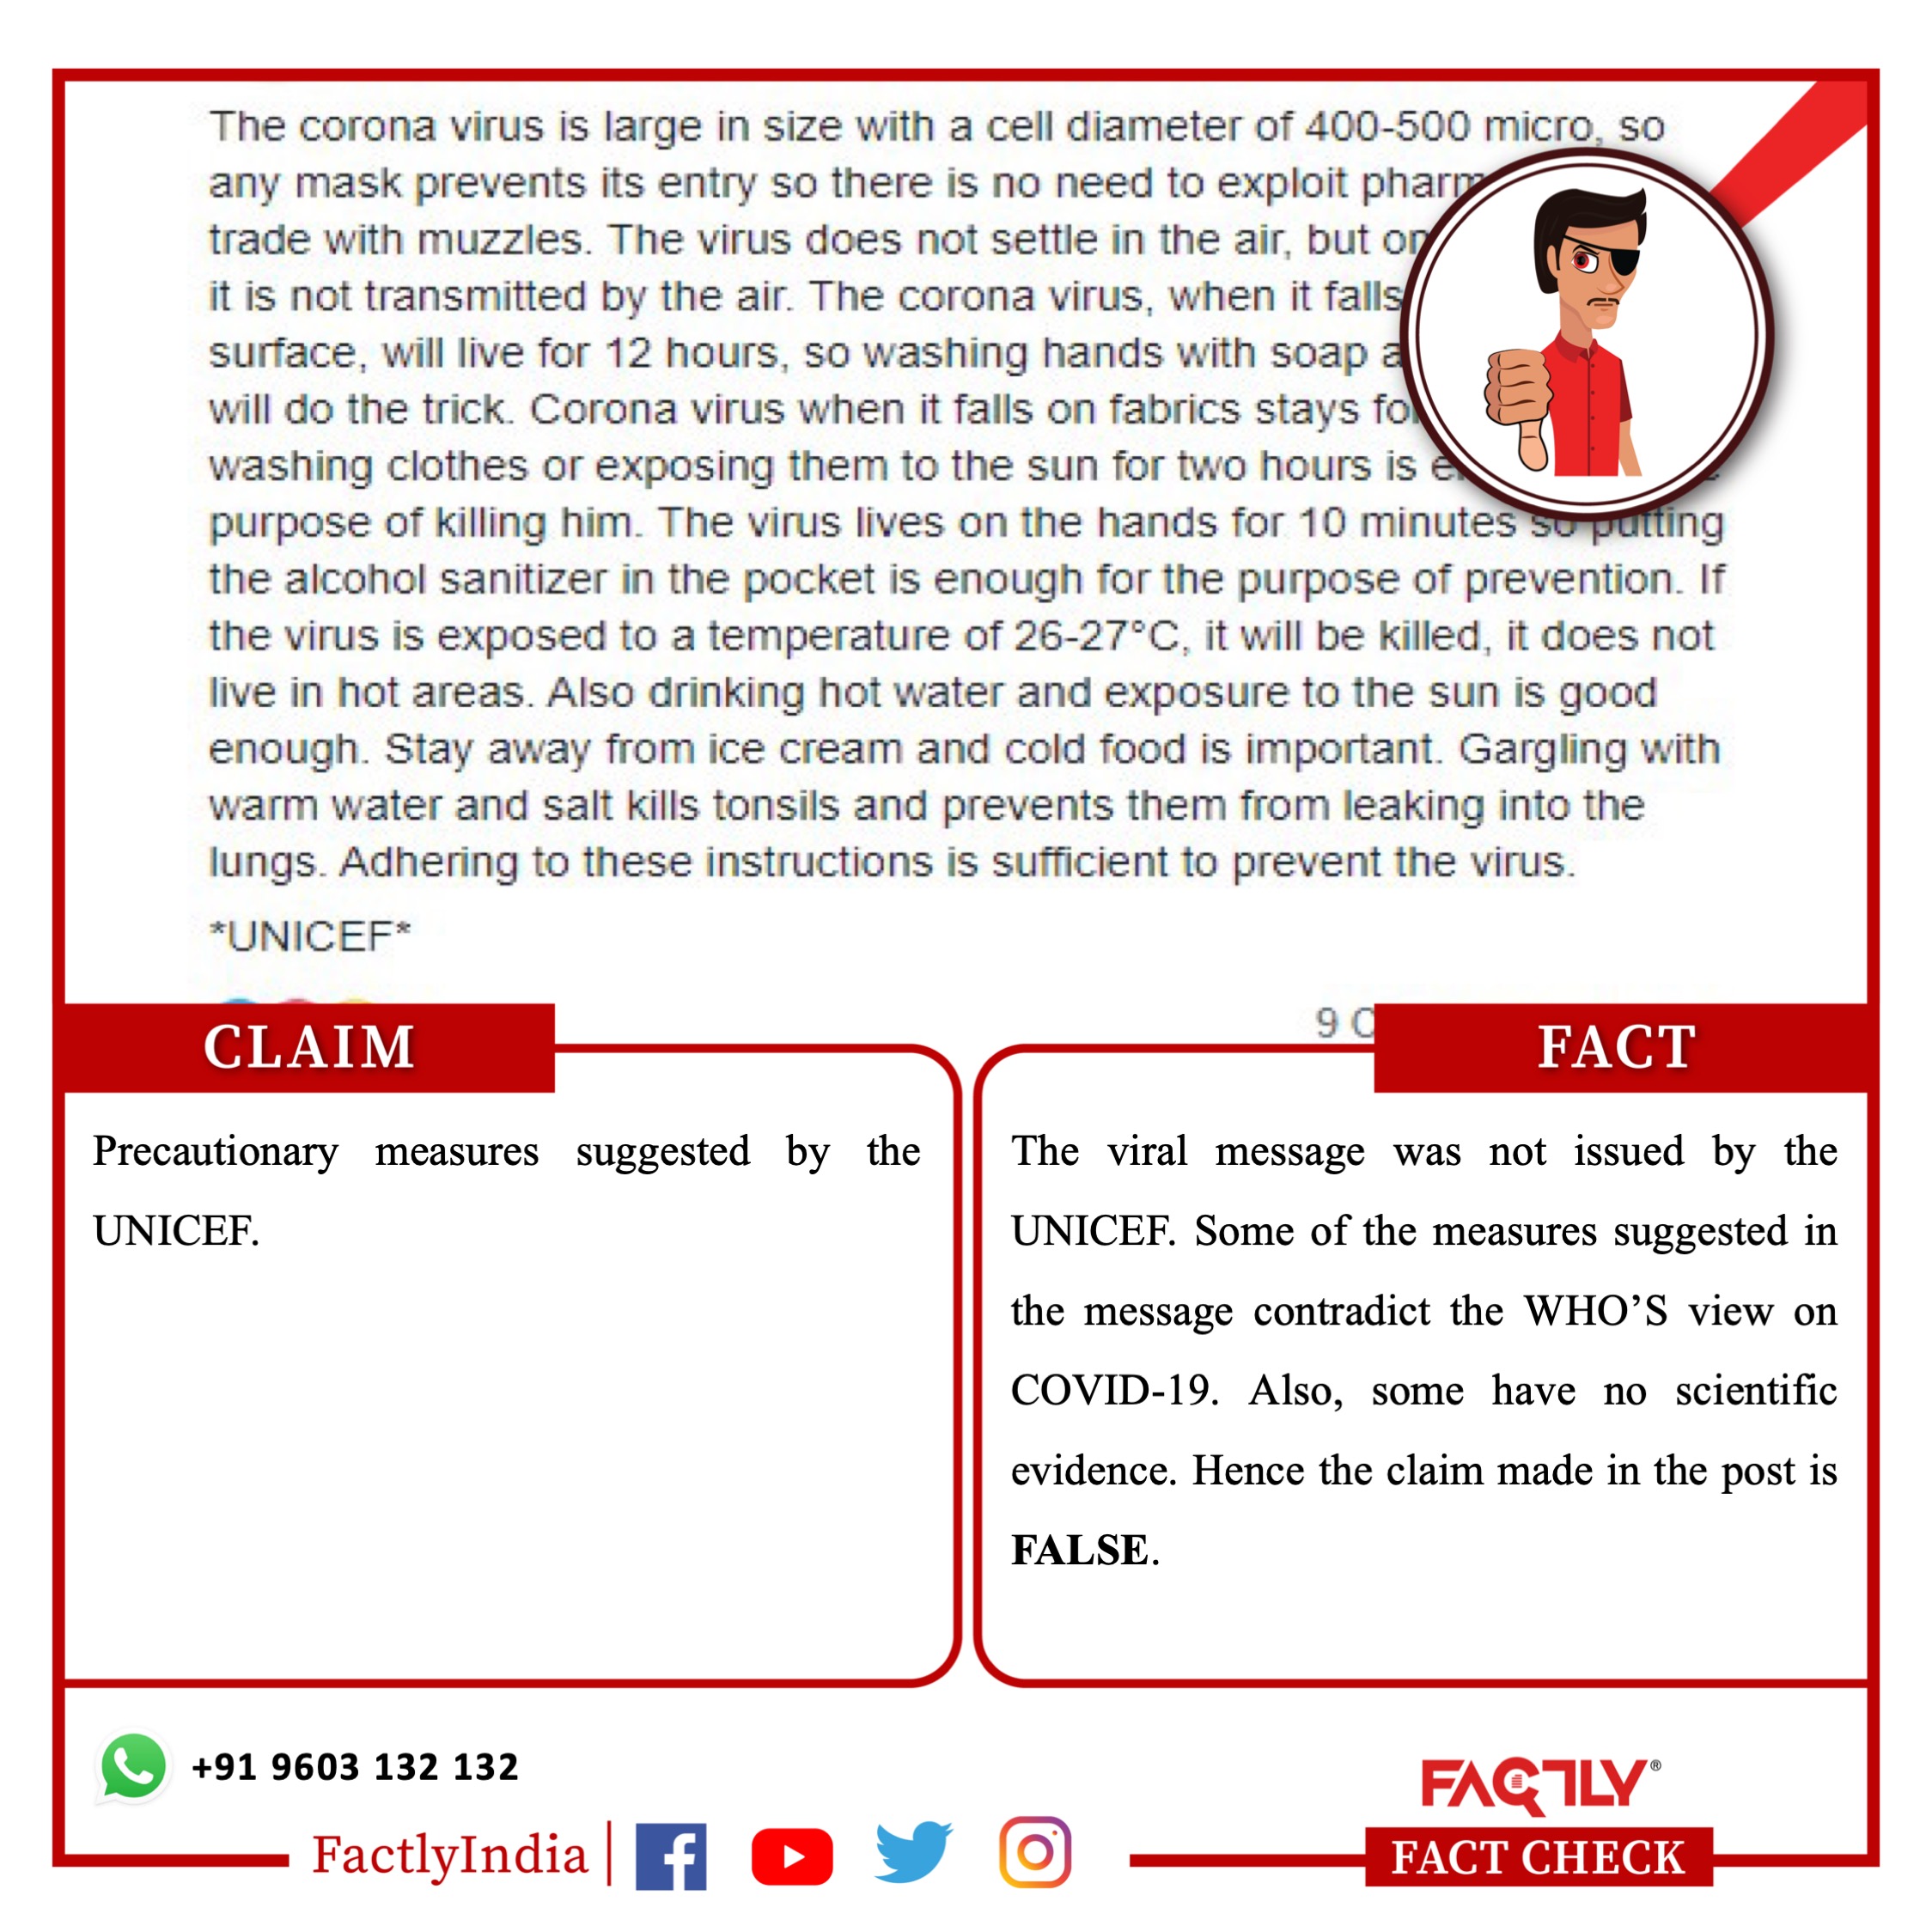 The corona virus is large in size with a cell diameter of 400-500 micro, so
any mask prevents its entry so there is no need to exploit
trade with muzzles. The virus does not settle in the air, but
it is not transmitted by the air. The corona virus, when it falls
surface, will live for 12 hours, so washing hands with soap
will do the trick. Corona virus when it falls on fabrics stays
washing clothes or exposing them to the sun for two hours is
purpose of killing him. The virus lives on the hands for 10 minutes so putting
the alcohol sanitizer in the pocket is enough for the purpose of prevention. If
the virus is exposed to a temperature of 26-27°C, it will be killed, it does not
live in hot areas. Also drinking hot water and exposure to the sun is good
enough. Stay away from ice cream and cold food is important. Gargling with
warm water and salt kills tonsils and prevents them from leaking into the
lungs. Adhering to these instructions is sufficient to prevent the virus.
*UNICEF*
9
CLAIM
Precautionary measures suggested by the
UNICEF.
FACT
The viral message was not issued by the
UNICEF. Some of the measures suggested in
the message contradict the WHO'S view on
COVID-19. Also, some have no scientific
evidence. Hence the claim made in the post is
FALSE.
+91 9603 132 132
FactlyIndia
FACTLY®
FACT CHECK